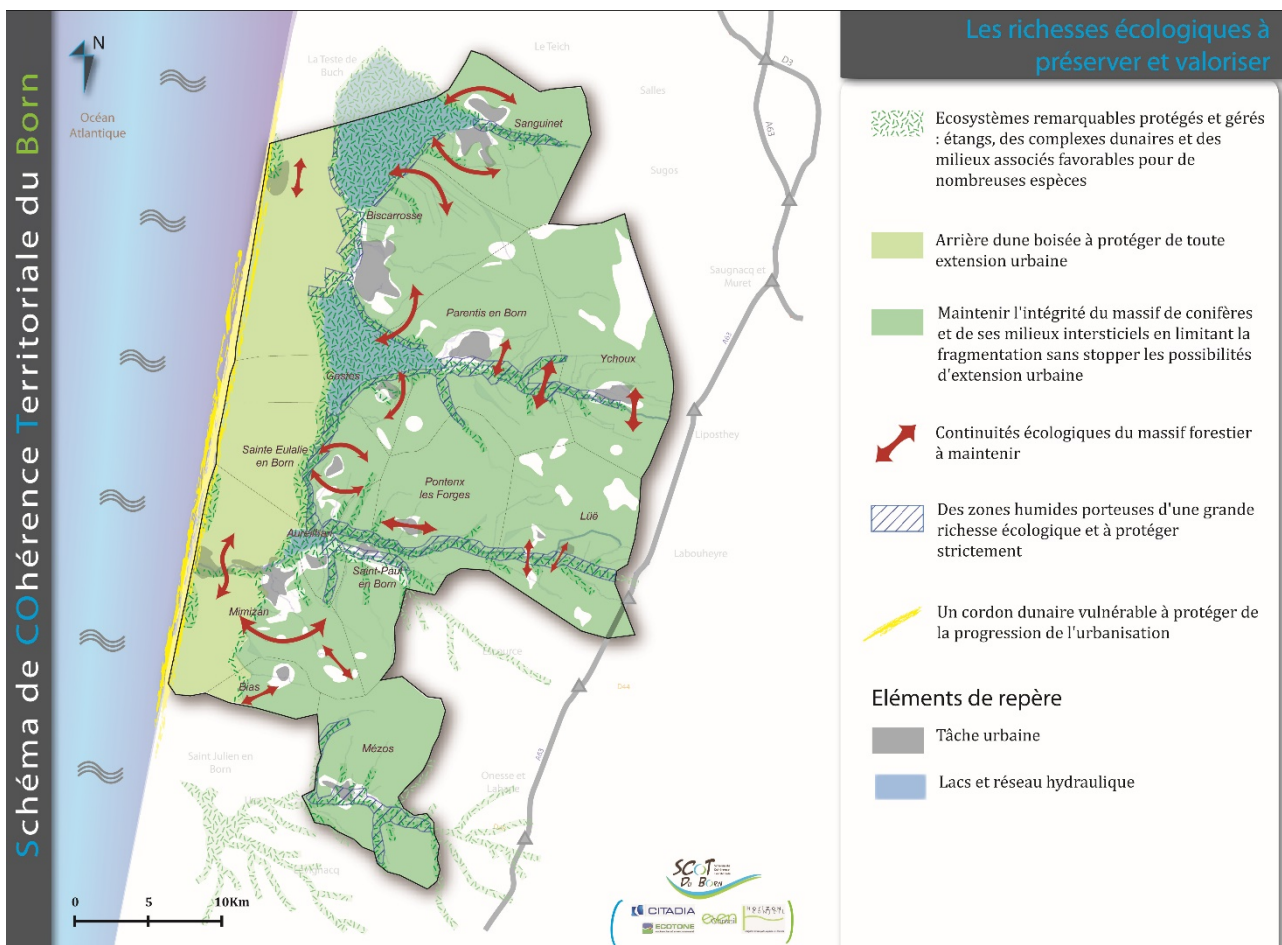 Schéma de COhérence Territoriale du Born
N
Océan
Atlantique
La Teste de
Buch
Le Teich
Salles
Sugos
Saugnacq et
Muret
Liposthey
Labouheyre
Saint Julien en
Born
Onesse et
D3
A63
A63
A63
D44
Sanguinet
Biscarrosse
Parentis en Born
Ychoux
Gastes
Sainte Eulalie
en Born
Pontenx
les Forges
Lüë
Aureilhan
Saint-Paul
en Born
Mimizan
Bias
Mézos
0 5 10Km
SCOT
DU BORN
CITADIA
ECOTONE
even
Conseil
HORIZON
Les richesses écologiques à
préserver et valoriser
Ecosystèmes remarquables protégés et gérés
: étangs, des complexes dunaires et des
milieux associés favorables pour de
nombreuses espèces
Arrière dune boisée à protéger de toute
extension urbaine
Maintenir l'intégrité du massif de conifères
et de ses milieux intersticiels en limitant la
fragmentation sans stopper les possibilités
d'extension urbaine
Continuités écologiques du massif forestier
à maintenir
Des zones humides porteuses d'une grande
richesse écologique et à protéger
strictement
Un cordon dunaire vulnérable à protéger de
la progression de l'urbanisation
Eléments de repère
Tâche urbaine
Lacs et réseau hydraulique